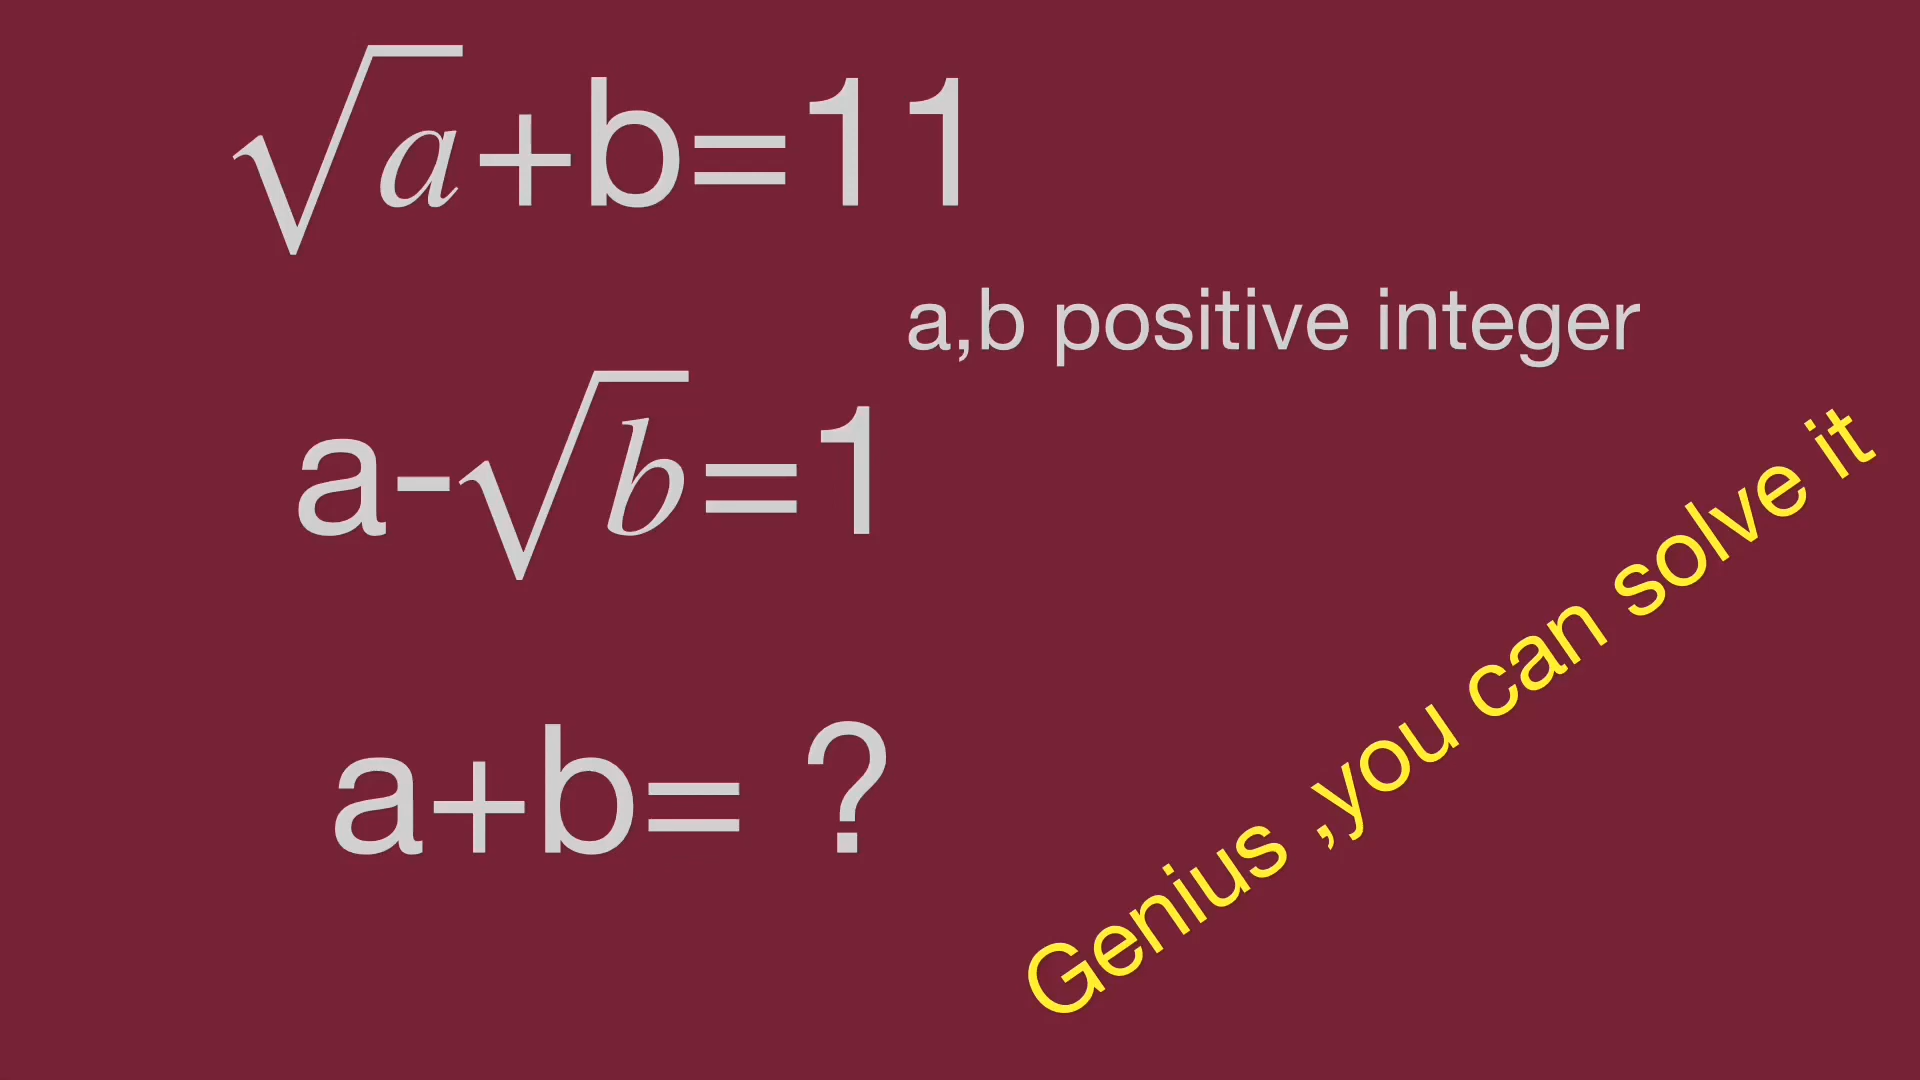 √a+b=11
a,b positive integer
a-√b=1
a+b= ?
Genius ,you can solve it